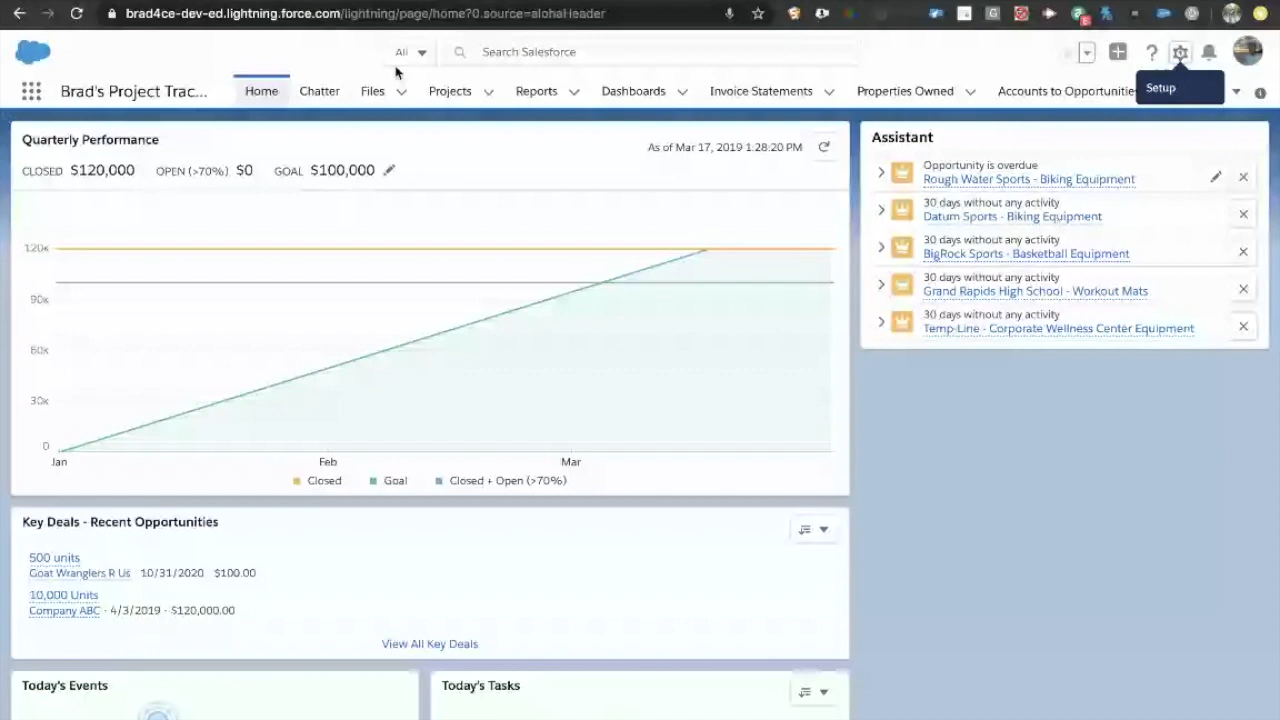 brad4ce-dev-ed.lightning.force.com/lightning/page/home?0.source=alohaHeader
All
Search Salesforce
Setup
Brad's Project Trac...
Home
Chatter
Files
Projects
Reports
Dashboards
Invoice Statements
Properties Owned
Accounts to Opportunitie
Quarterly Performance
As of Mar 17, 2019 1:28:20 PM
CLOSED $120,000 OPEN (>70%) $0 GOAL $100,000
120K
90K
60K
30K
0
Jan Feb Mar
Closed Goal Closed + Open (>70%)
Assistant
Opportunity is overdue
Rough Water Sports - Biking Equipment
30 days without any activity
Datum Sports - Biking Equipment
30 days without any activity
BigRock Sports - Basketball Equipment
30 days without any activity
Grand Rapids High School - Workout Mats
30 days without any activity
Temp-Line - Corporate Wellness Center Equipment
Key Deals - Recent Opportunities
500 units
Goat Wranglers R Us · 10/31/2020 · $100.00
10,000 Units
Company ABC · 4/3/2019 · $120,000.00
View All Key Deals
Today's Events
Today's Tasks